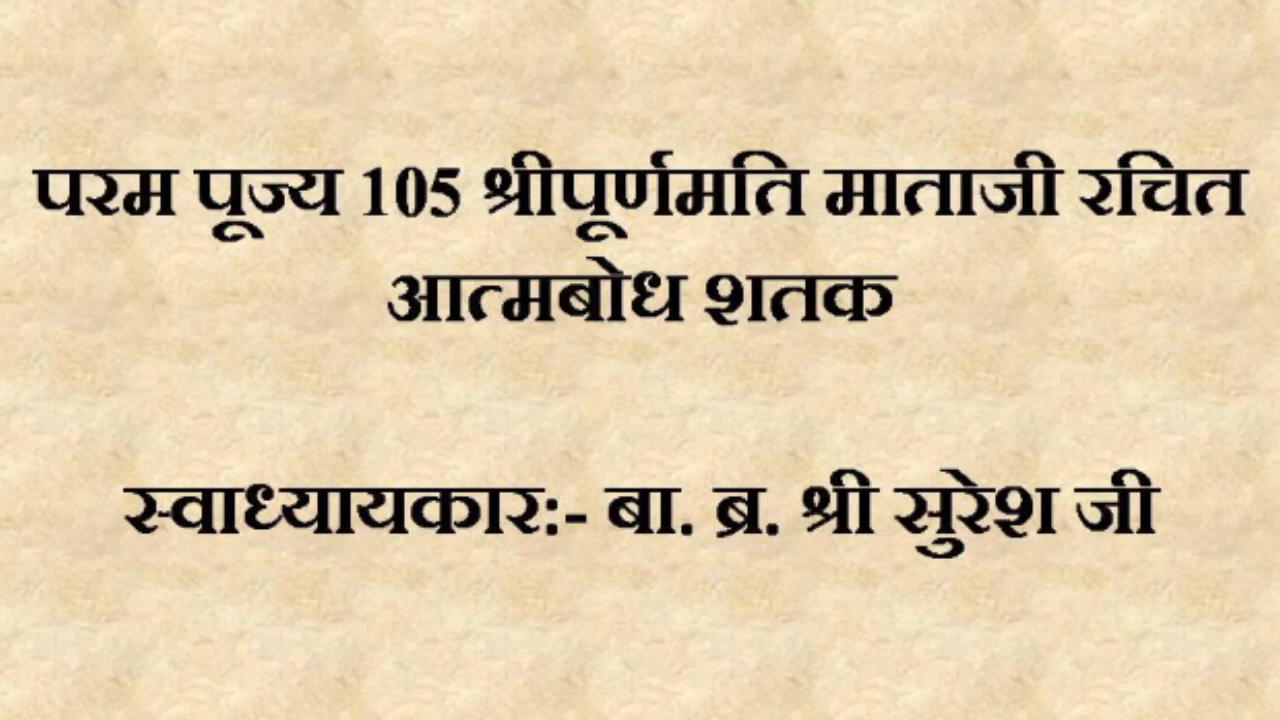 परम पूज्य 105 श्रीपूर्णमति माताजी रचित
आत्मबोध शतक
स्वाध्यायकार:- बा. ब्र. श्री सुरेश जी